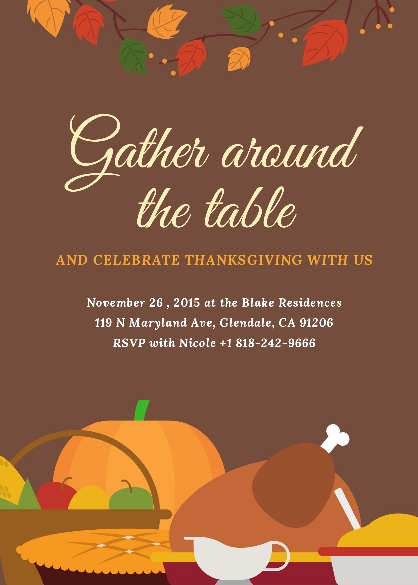 Gather around
the table
AND CELEBRATE THANKSGIVING WITH US
November 26 , 2015 at the Blake Residences
119 N Maryland Ave, Glendale, CA 91206
RSVP with Nicole +1 818-242-9666